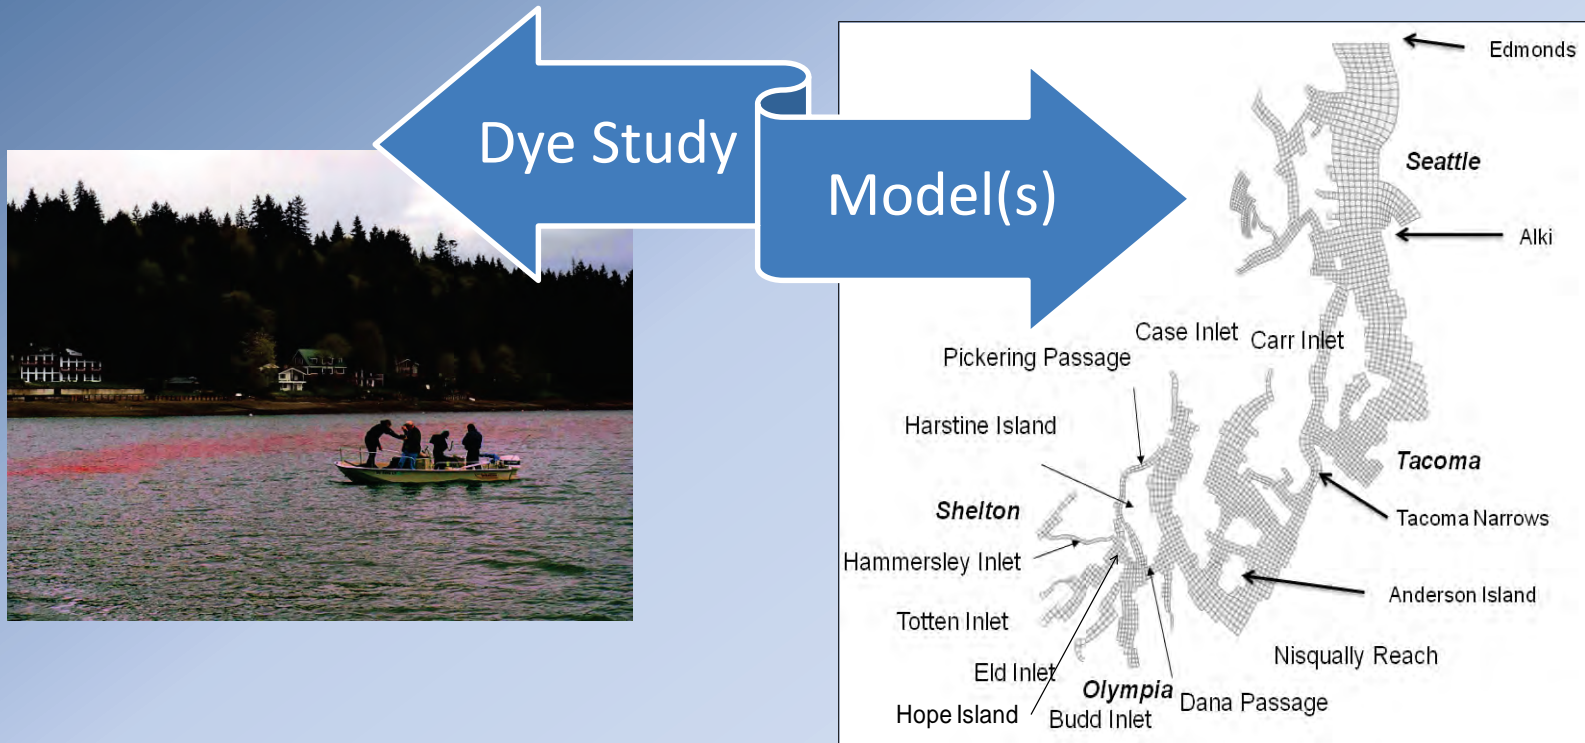 Dye Study
Model(s)
Edmonds
Seattle
Alki
Case Inlet
Carr Inlet
Pickering Passage
Harstine Island
Tacoma
Shelton
Tacoma Narrows
Hammersley Inlet
Anderson Island
Totten Inlet
Nisqually Reach
Eld Inlet
Olympia
Dana Passage
Hope Island
Budd Inlet